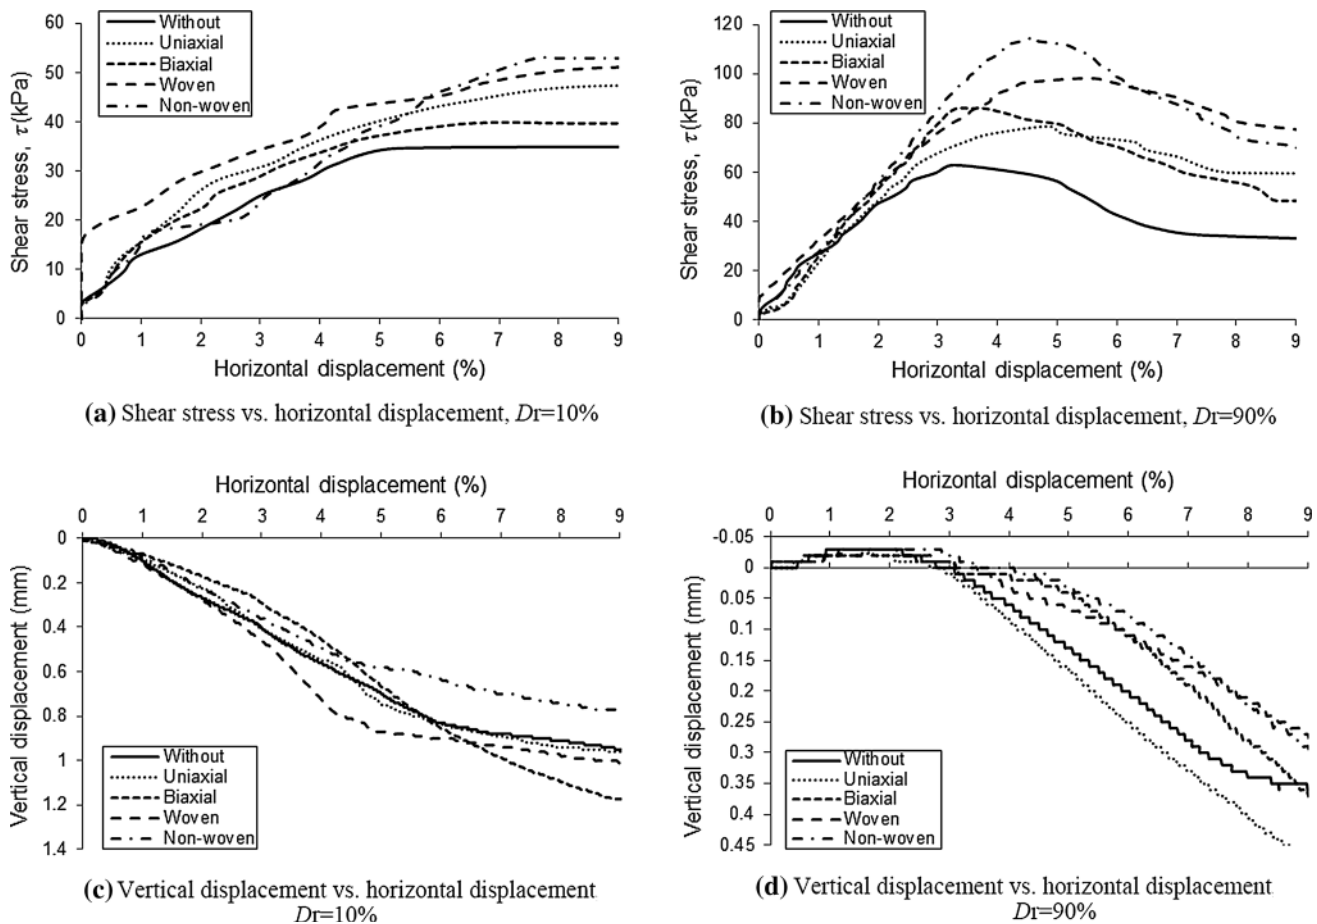 60
50
40
30
20
10
0
Shear stress, τ (kPa)
Without
Uniaxial
Biaxial
Woven
Non-woven
0 1 2 3 4 5 6 7 8 9
Horizontal displacement (%)
(a) Shear stress vs. horizontal displacement, Dr=10%
120
100
80
60
40
20
0
Shear stress, τ (kPa)
Without
Uniaxial
Biaxial
Woven
Non-woven
0 1 2 3 4 5 6 7 8 9
Horizontal displacement (%)
(b) Shear stress vs. horizontal displacement, Dr=90%
Horizontal displacement (%)
0 1 2 3 4 5 6 7 8 9
0
0.2
0.4
0.6
0.8
1
1.2
1.4
Vertical displacement (mm)
Without
Uniaxial
Biaxial
Woven
Non-woven
(c) Vertical displacement vs. horizontal displacement
Dr=10%
Horizontal displacement (%)
0 1 2 3 4 5 6 7 8 9
-0.05
0
0.05
0.1
0.15
0.2
0.25
0.3
0.35
0.4
0.45
Vertical displacement (mm)
Without
Uniaxial
Biaxial
Woven
Non-woven
(d) Vertical displacement vs. horizontal displacement
Dr=90%